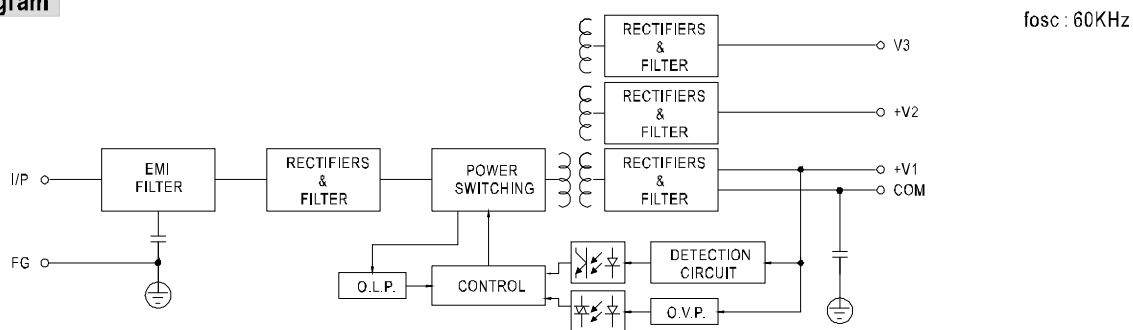 gram
fosc : 60KHz
RECTIFIERS
&
FILTER
V3
RECTIFIERS
&
FILTER
+V2
I/P
EMI
FILTER
RECTIFIERS
&
FILTER
POWER
SWITCHING
RECTIFIERS
&
FILTER
+V1
COM
FG
O.L.P.
CONTROL
DETECTION
CIRCUIT
O.V.P.